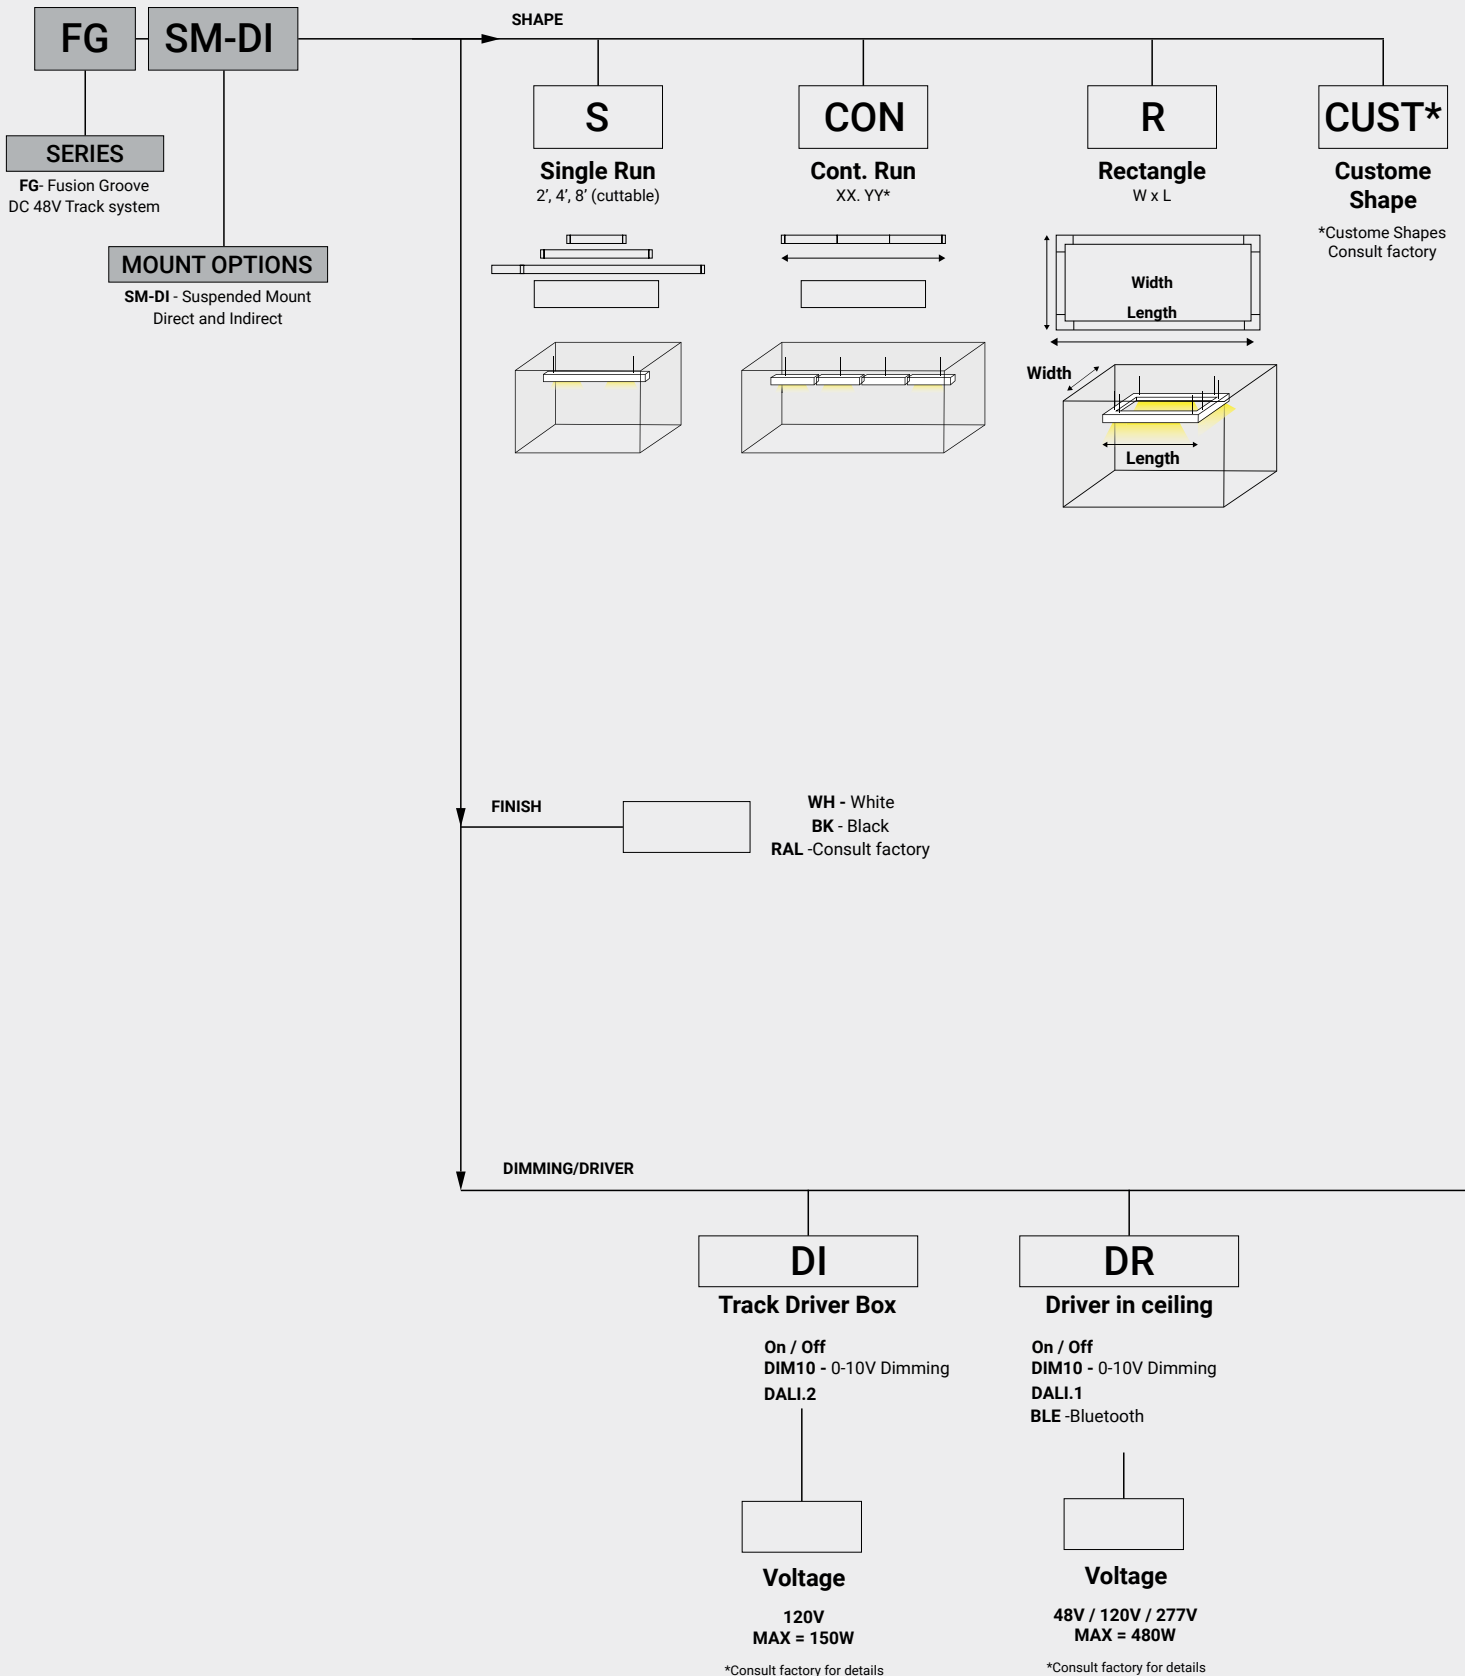 FG
SM-DI
SHAPE
SERIES
FG- Fusion Groove
DC 48V Track system
MOUNT OPTIONS
SM-DI - Suspended Mount
Direct and Indirect
S
Single Run
2’, 4’, 8’ (cuttable)
CON
Cont. Run
XX. YY*
R
Rectangle
W x L
Width
Length
Width
Length
CUST*
Custome
Shape
*Custome Shapes
Consult factory
FINISH
WH - White
BK - Black
RAL -Consult factory
DIMMING/DRIVER
DI
Track Driver Box
On / Off
DIM10 - 0-10V Dimming
DALI.2
Voltage
120V
MAX = 150W
*Consult factory for details
DR
Driver in ceiling
On / Off
DIM10 - 0-10V Dimming
DALI.1
BLE -Bluetooth
Voltage
48V / 120V / 277V
MAX = 480W
*Consult factory for details